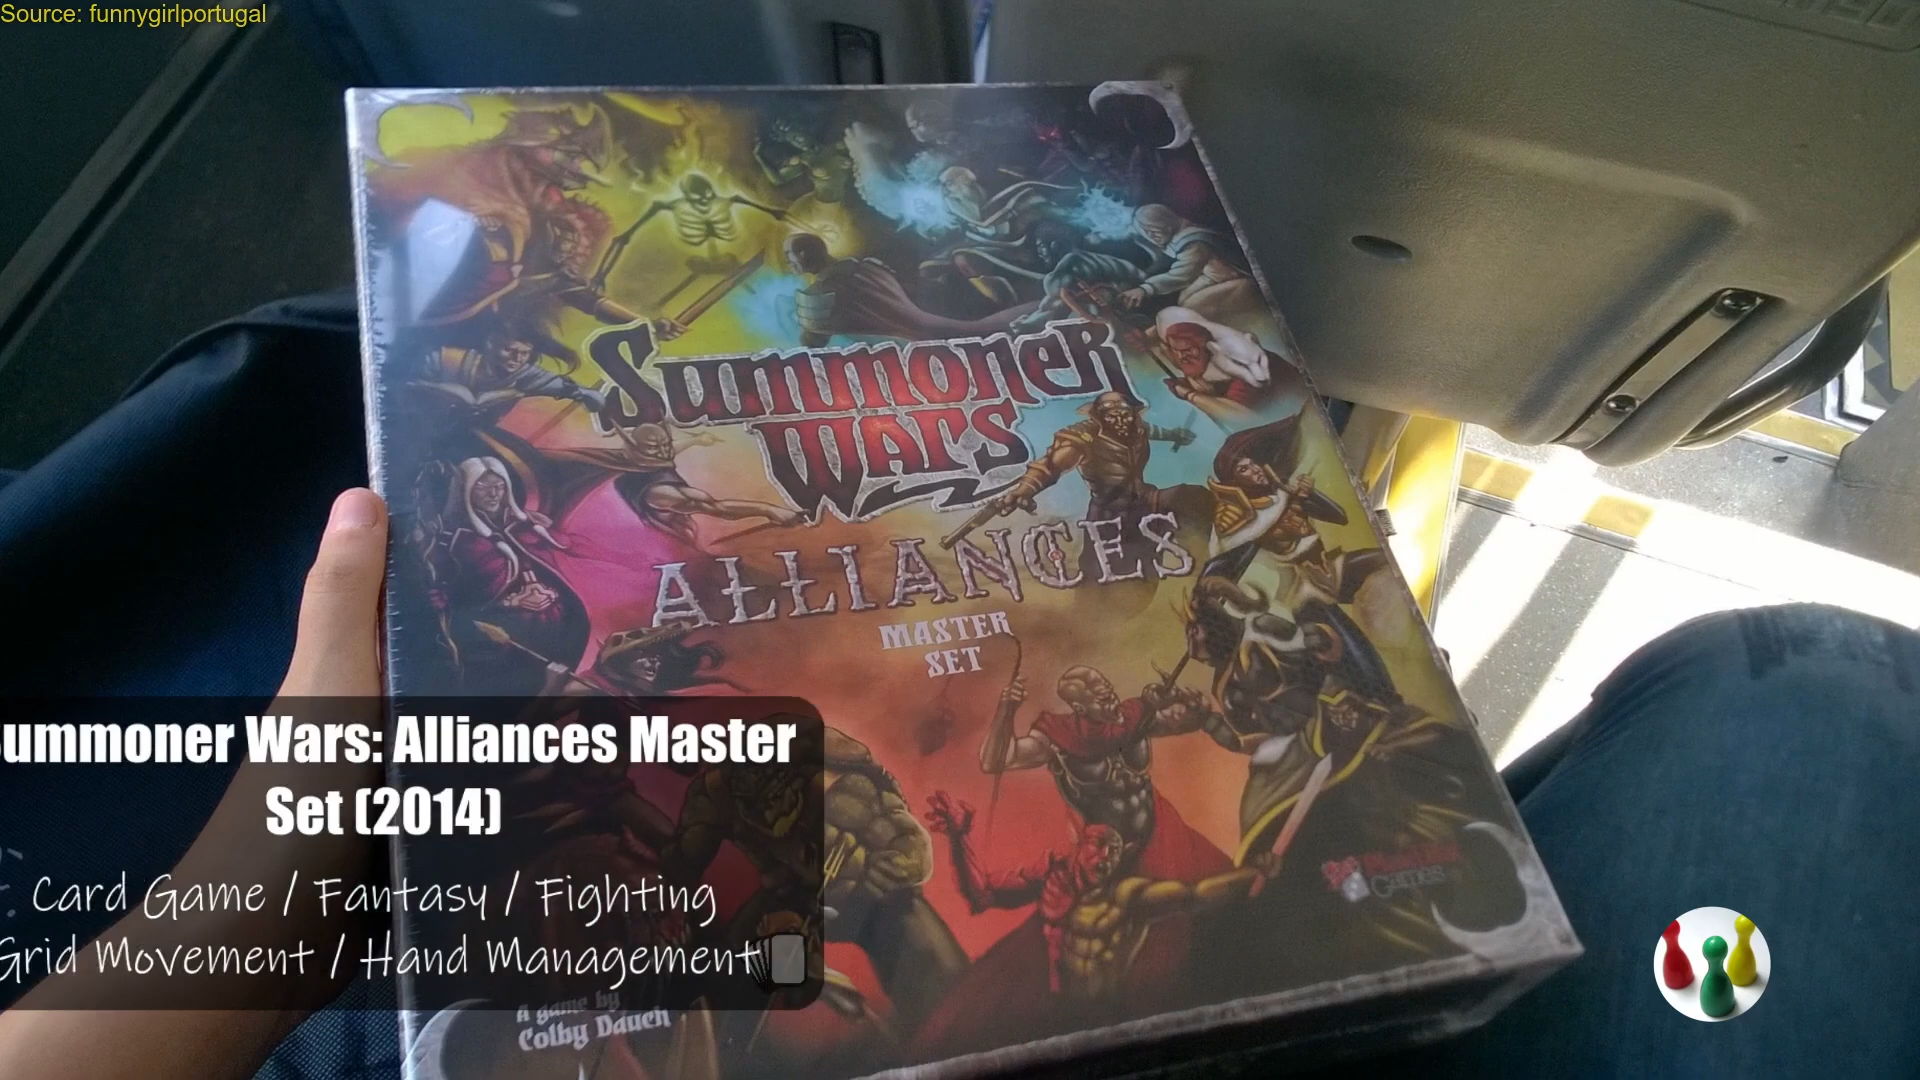 Source: funnygirlportugal
Summoner
Wars
Alliances
Master
Set
ummoner Wars: Alliances Master
Set (2014)
Card Game / Fantasy / Fighting
Grid Movement / Hand Management
A game by
Colby Dauch
Games